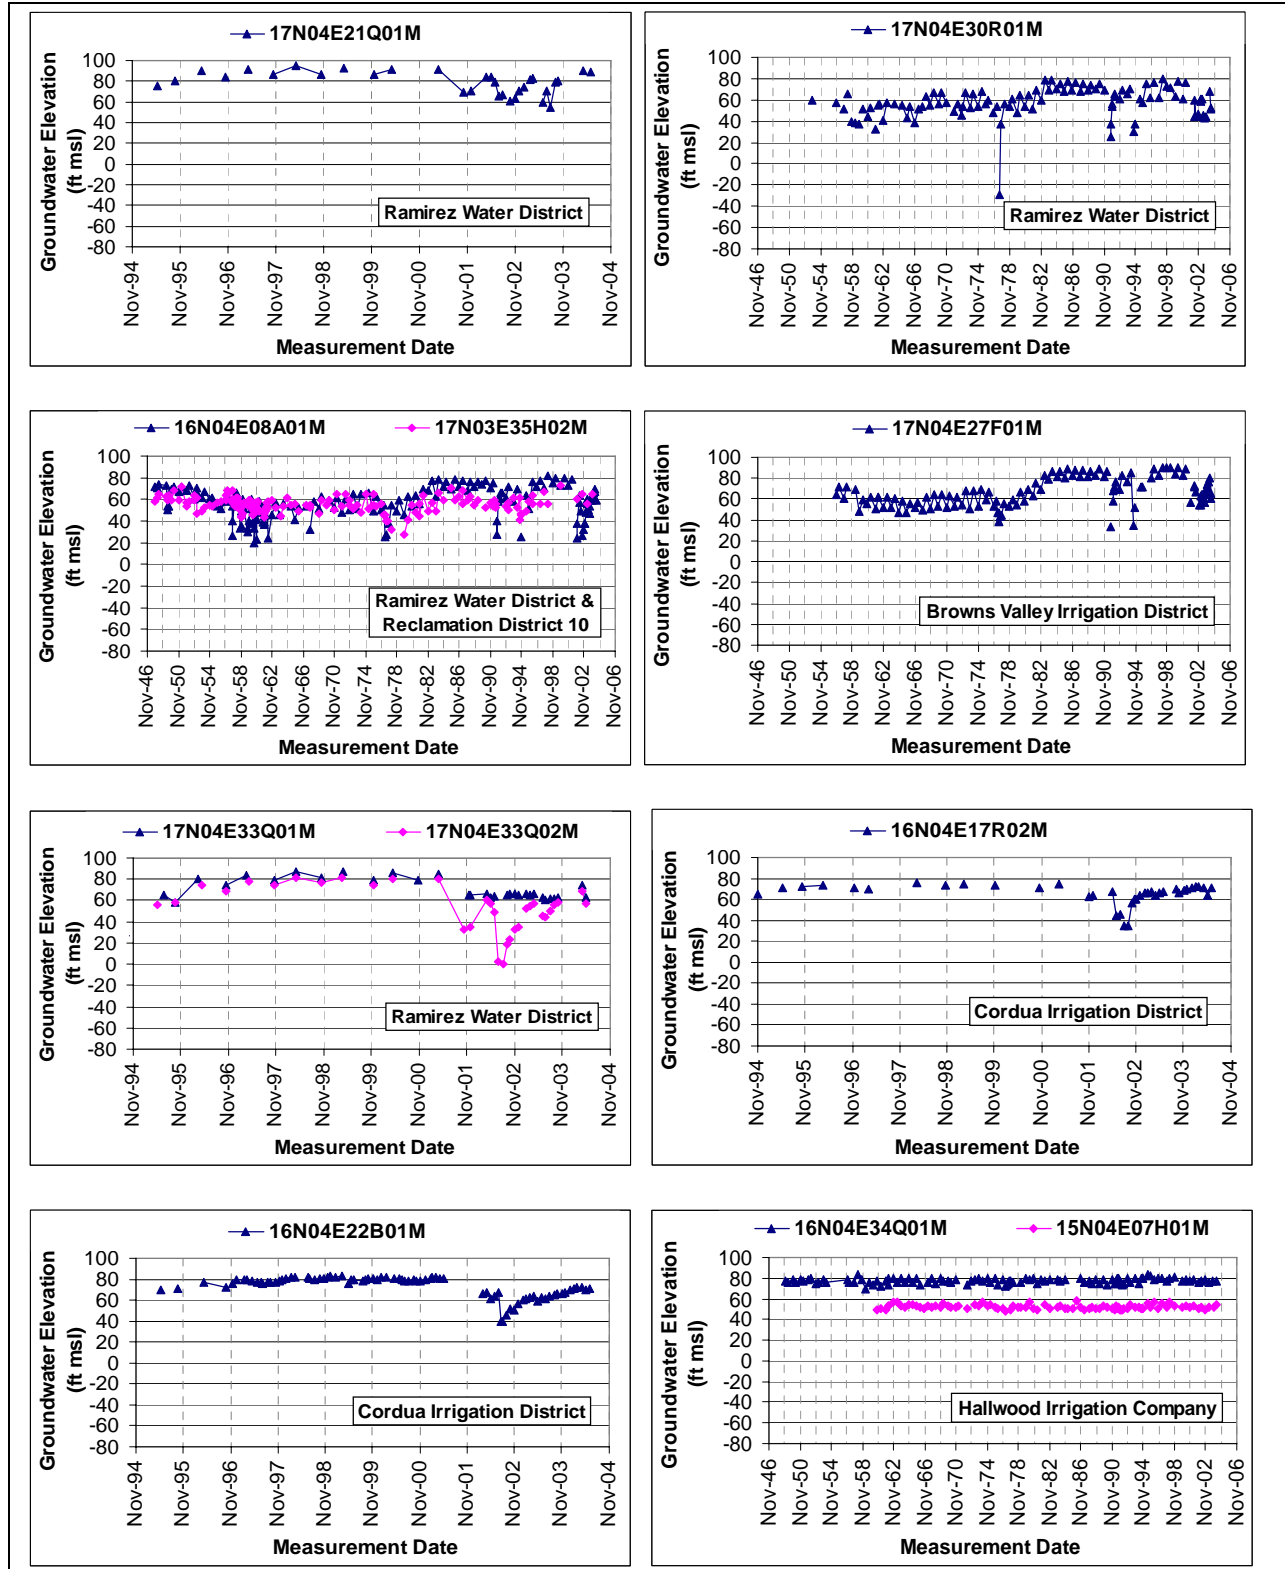 17N04E21Q01M
Groundwater Elevation
(ft msl)
100
80
60
40
20
0
-20
-40
-60
-80
Ramirez Water District
Nov-94
Nov-95
Nov-96
Nov-97
Nov-98
Nov-99
Nov-00
Nov-01
Nov-02
Nov-03
Nov-04
Measurement Date
17N04E30R01M
Groundwater Elevation
(ft msl)
100
80
60
40
20
0
-20
-40
-60
-80
Ramirez Water District
Nov-46
Nov-50
Nov-54
Nov-58
Nov-62
Nov-66
Nov-70
Nov-74
Nov-78
Nov-82
Nov-86
Nov-90
Nov-94
Nov-98
Nov-02
Nov-06
Measurement Date
16N04E08A01M
17N03E35H02M
Groundwater Elevation
(ft msl)
100
80
60
40
20
0
-20
-40
-60
-80
Ramirez Water District &
Reclamation District 10
Nov-46
Nov-50
Nov-54
Nov-58
Nov-62
Nov-66
Nov-70
Nov-74
Nov-78
Nov-82
Nov-86
Nov-90
Nov-94
Nov-98
Nov-02
Nov-06
Measurement Date
17N04E27F01M
Groundwater Elevation
(ft msl)
100
80
60
40
20
0
-20
-40
-60
-80
Browns Valley Irrigation District
Nov-46
Nov-50
Nov-54
Nov-58
Nov-62
Nov-66
Nov-70
Nov-74
Nov-78
Nov-82
Nov-86
Nov-90
Nov-94
Nov-98
Nov-02
Nov-06
Measurement Date
17N04E33Q01M
17N04E33Q02M
Groundwater Elevation
(ft msl)
100
80
60
40
20
0
-20
-40
-60
-80
Ramirez Water District
Nov-94
Nov-95
Nov-96
Nov-97
Nov-98
Nov-99
Nov-00
Nov-01
Nov-02
Nov-03
Nov-04
Measurement Date
16N04E17R02M
Groundwater Elevation
(ft msl)
100
80
60
40
20
0
-20
-40
-60
-80
Cordua Irrigation District
Nov-94
Nov-95
Nov-96
Nov-97
Nov-98
Nov-99
Nov-00
Nov-01
Nov-02
Nov-03
Nov-04
Measurement Date
16N04E22B01M
Groundwater Elevation
(ft msl)
100
80
60
40
20
0
-20
-40
-60
-80
Cordua Irrigation District
Nov-94
Nov-95
Nov-96
Nov-97
Nov-98
Nov-99
Nov-00
Nov-01
Nov-02
Nov-03
Nov-04
Measurement Date
16N04E34Q01M
15N04E07H01M
Groundwater Elevation
(ft msl)
100
80
60
40
20
0
-20
-40
-60
-80
Hallwood Irrigation Company
Nov-46
Nov-50
Nov-54
Nov-58
Nov-62
Nov-66
Nov-70
Nov-74
Nov-78
Nov-82
Nov-86
Nov-90
Nov-94
Nov-98
Nov-02
Nov-06
Measurement Date